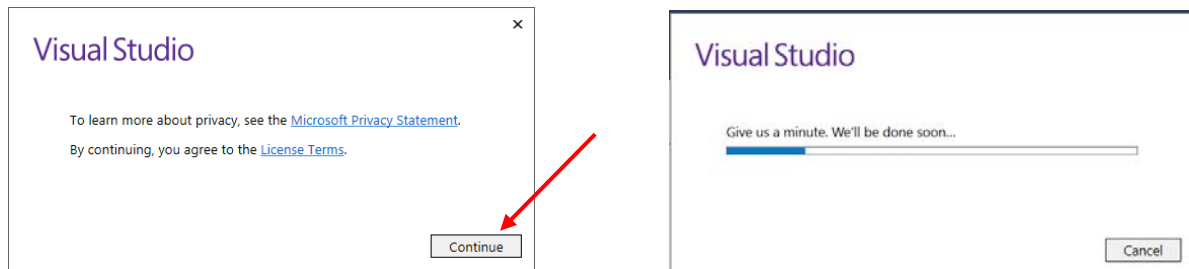 Visual Studio
To learn more about privacy, see the Microsoft Privacy Statement.
By continuing, you agree to the License Terms.
Continue
Visual Studio
Give us a minute. We'll be done soon...
Cancel